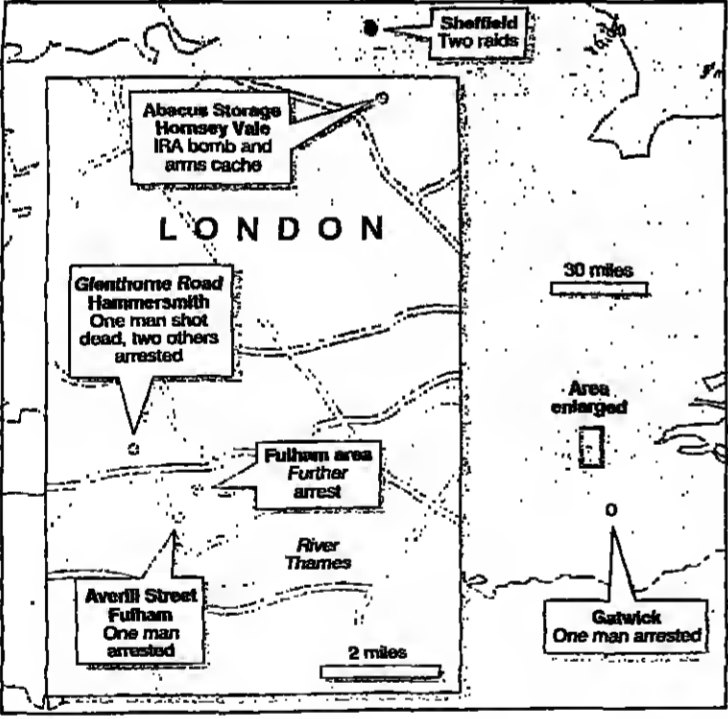 Sheffield
Two raids
Abacus Storage
Hornsey Vale
IRA bomb and
arms cache
LONDON
Glenthorne Road
Hammersmith
One man shot
dead, two others
arrested
30 miles
Area
enlarged
Fulham area
Further
arrest
River
Thames
Averill Street
Fulham
One man
arrested
Gatwick
One man arrested
2 miles